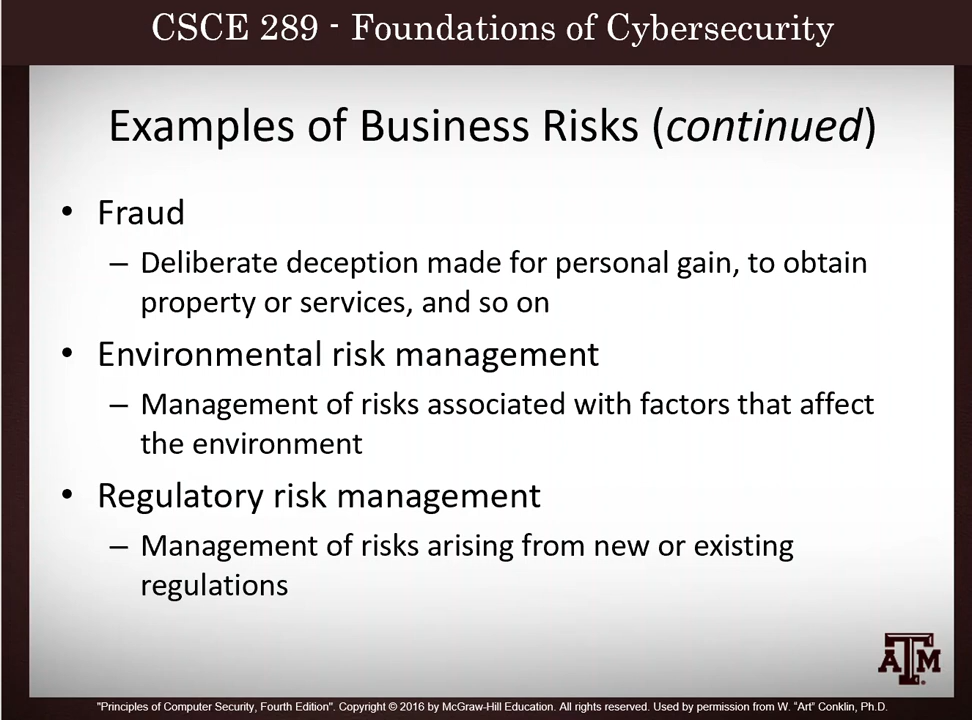 CSCE 289 - Foundations of Cybersecurity
Examples of Business Risks (continued)
• Fraud
– Deliberate deception made for personal gain, to obtain
property or services, and so on
• Environmental risk management
– Management of risks associated with factors that affect
the environment
• Regulatory risk management
– Management of risks arising from new or existing
regulations
ATM
"Principles of Computer Security, Fourth Edition". Copyright © 2016 by McGraw-Hill Education. All rights reserved. Used by permission from W. “Art” Conklin, Ph.D.